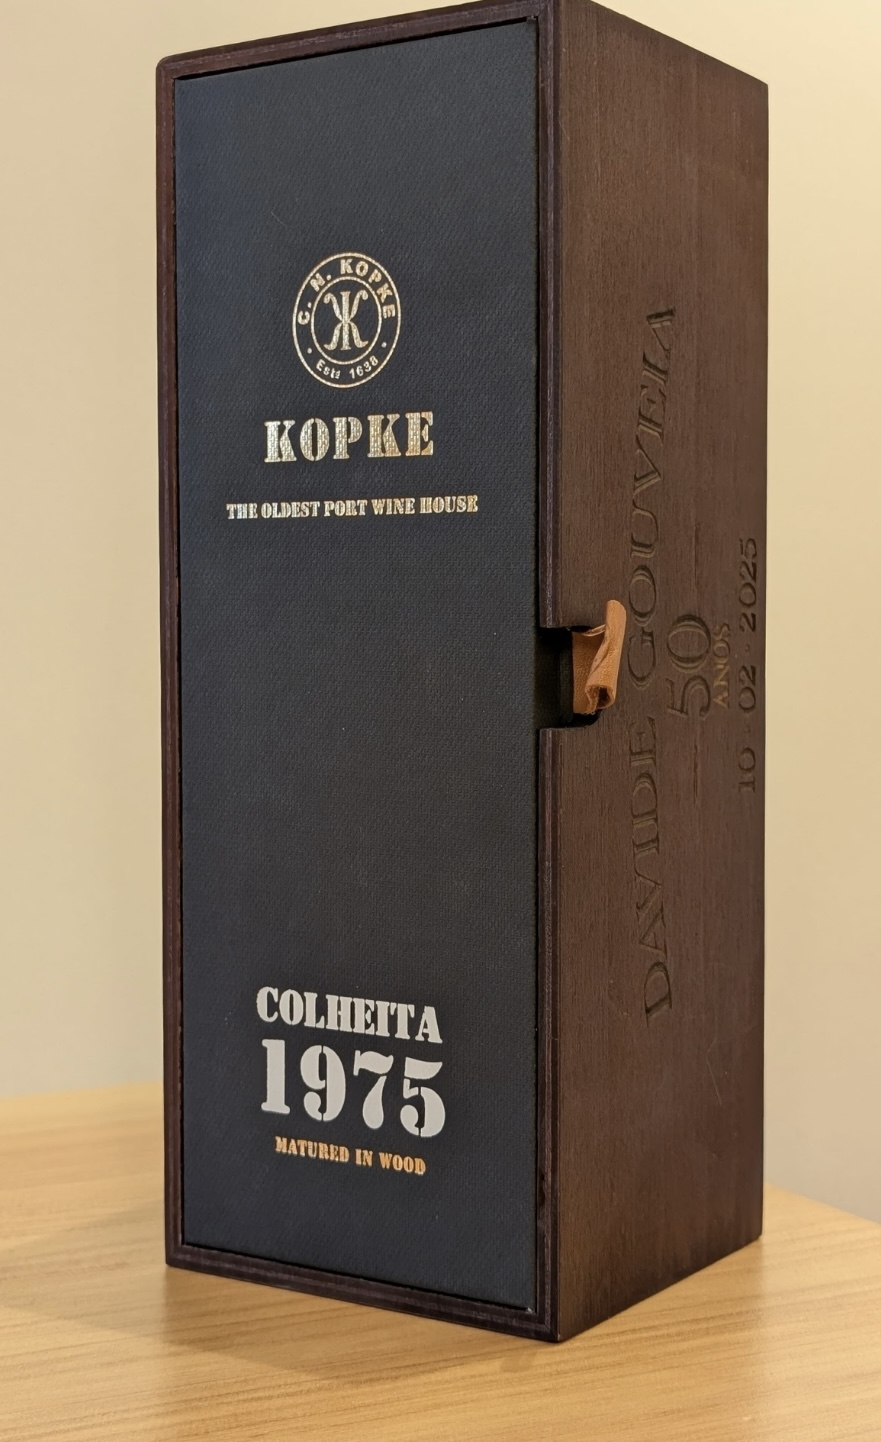 C. N. KOPKE
Estd 1638
KOPKE
THE OLDEST PORT WINE HOUSE
COLHEITA
1975
MATURED IN WOOD
DAVIDE GOUVEIA
50
ANOS
10 - 02 - 2025